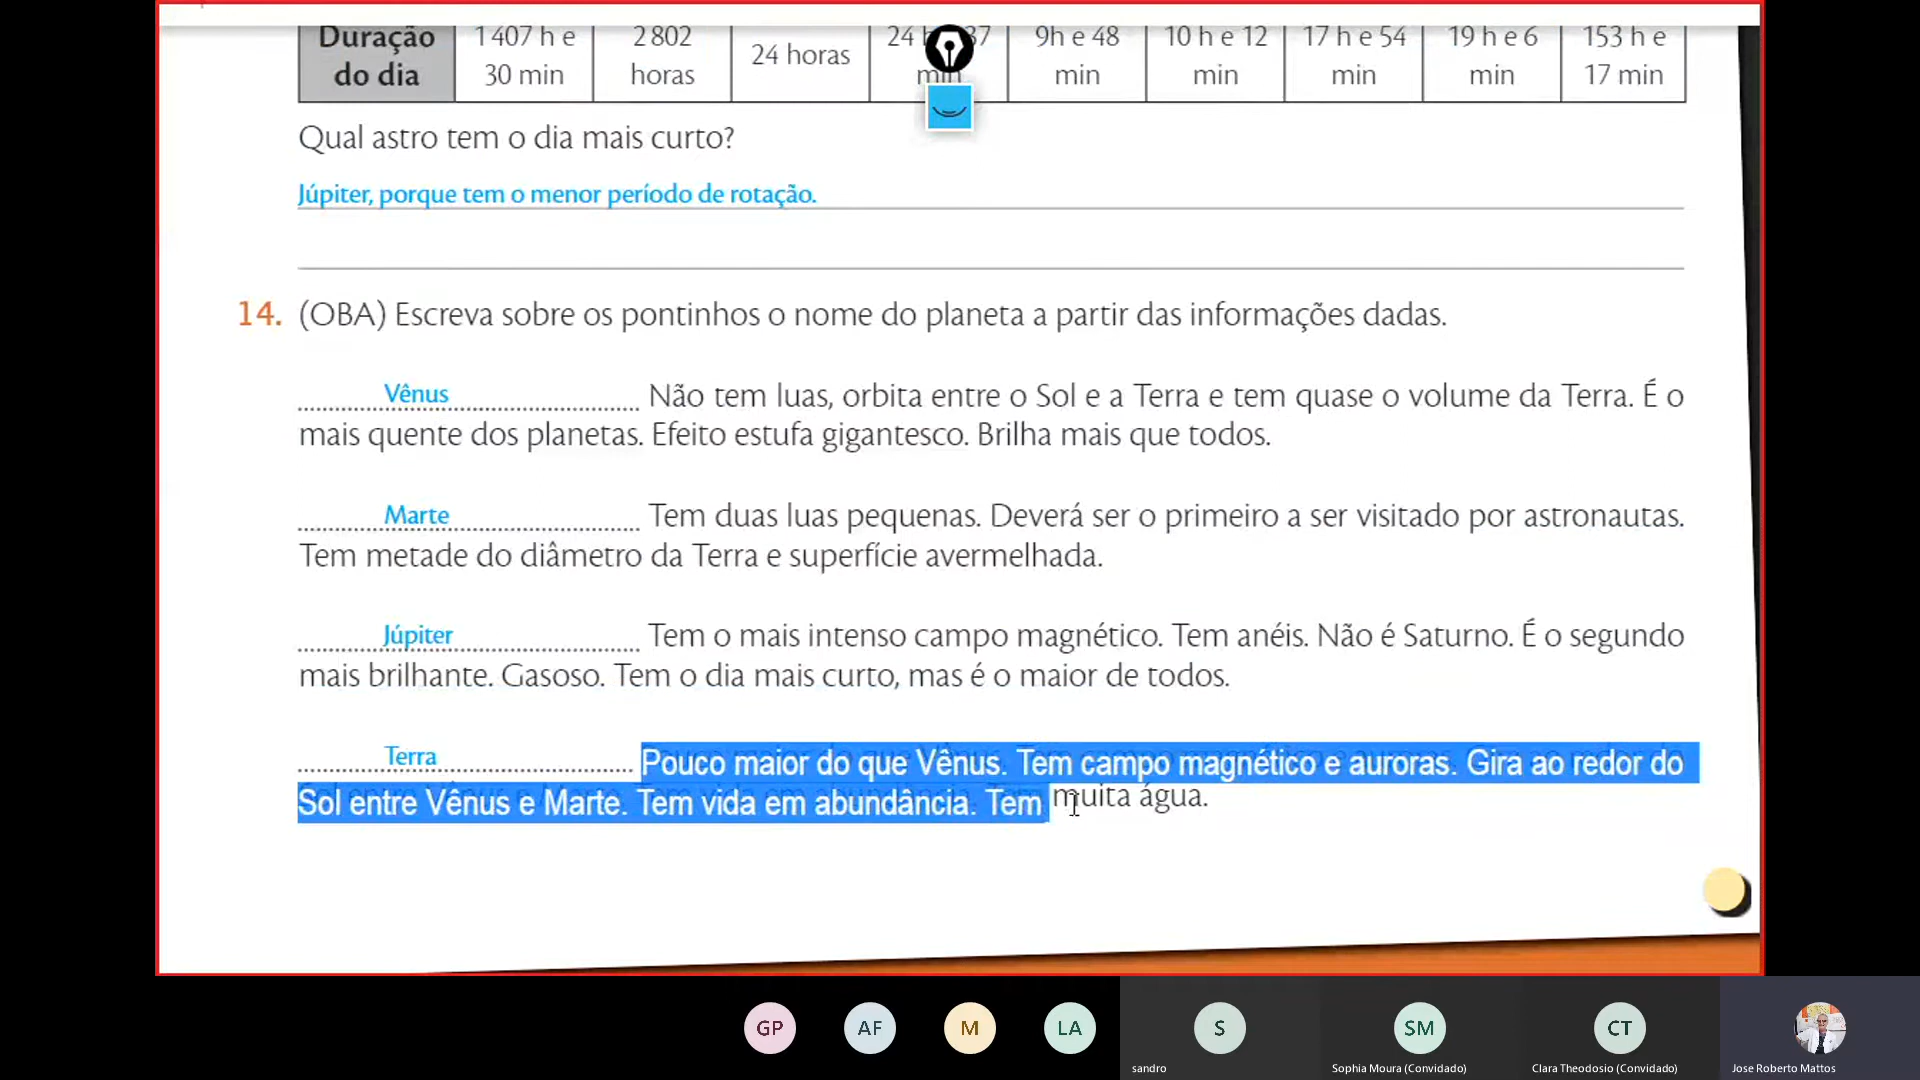 Duração do dia
1 407 h e 30 min
2 802 horas
24 horas
24 h 37 min
9h e 48 min
10 h e 12 min
17 h e 54 min
19 h e 6 min
153 h e 17 min
Qual astro tem o dia mais curto?
Júpiter, porque tem o menor período de rotação.
14. (OBA) Escreva sobre os pontinhos o nome do planeta a partir das informações dadas.
Vênus Não tem luas, orbita entre o Sol e a Terra e tem quase o volume da Terra. É o
mais quente dos planetas. Efeito estufa gigantesco. Brilha mais que todos.
Marte Tem duas luas pequenas. Deverá ser o primeiro a ser visitado por astronautas.
Tem metade do diâmetro da Terra e superfície avermelhada.
Júpiter Tem o mais intenso campo magnético. Tem anéis. Não é Saturno. É o segundo
mais brilhante. Gasoso. Tem o dia mais curto, mas é o maior de todos.
Terra Pouco maior do que Vênus. Tem campo magnético e auroras. Gira ao redor do
Sol entre Vênus e Marte. Tem vida em abundância. Tem muita água.
GP
AF
M
LA
S
SM
CT
sandro
Sophia Moura (Convidado)
Clara Theodosio (Convidado)
Jose Roberto Mattos